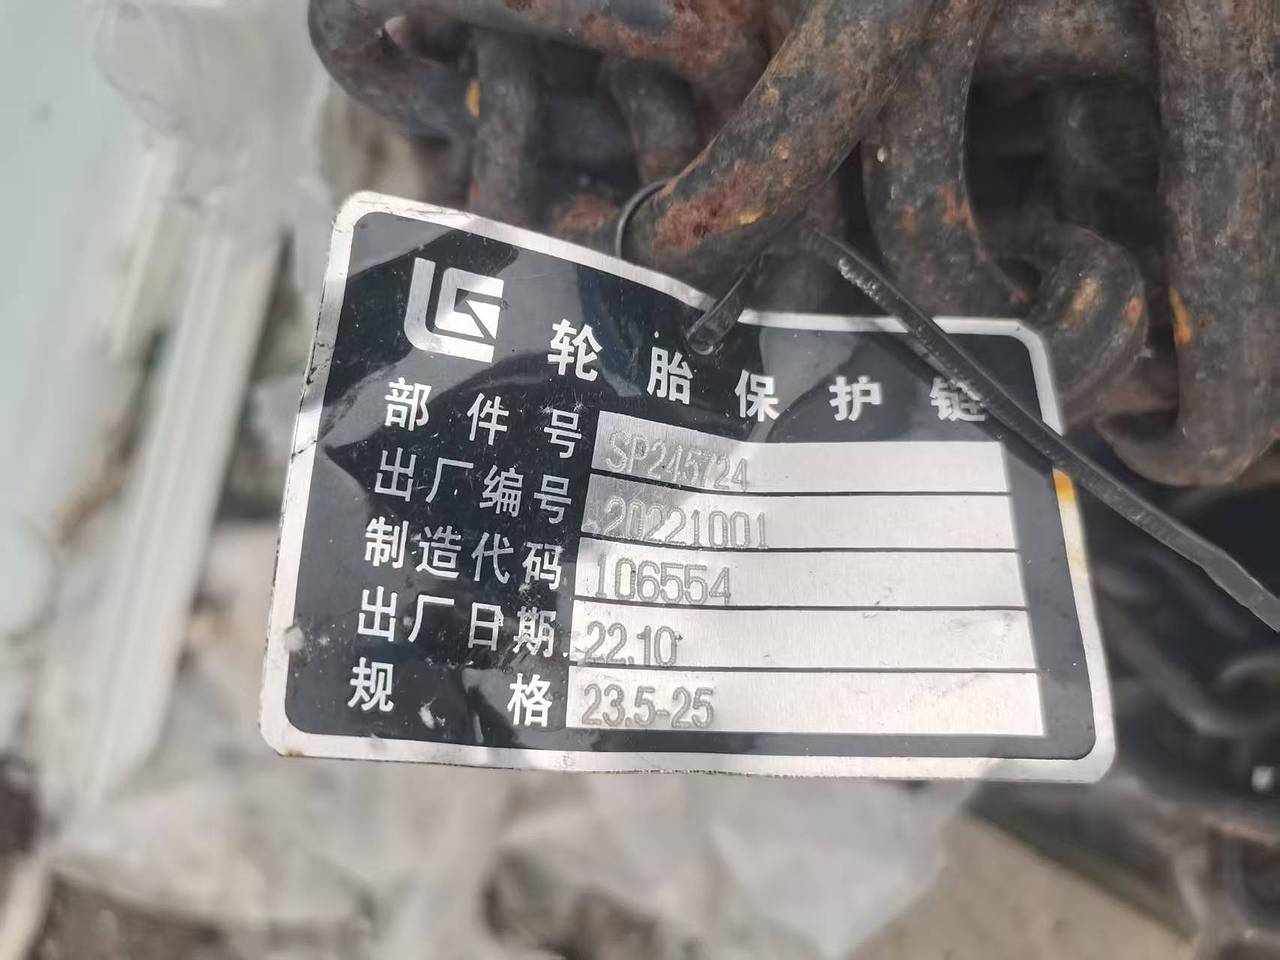 LG 轮胎保护链
部件号 SP245724
出厂编号 20221001
制造代码 106554
出厂日期 22.10
规格 23.5-25